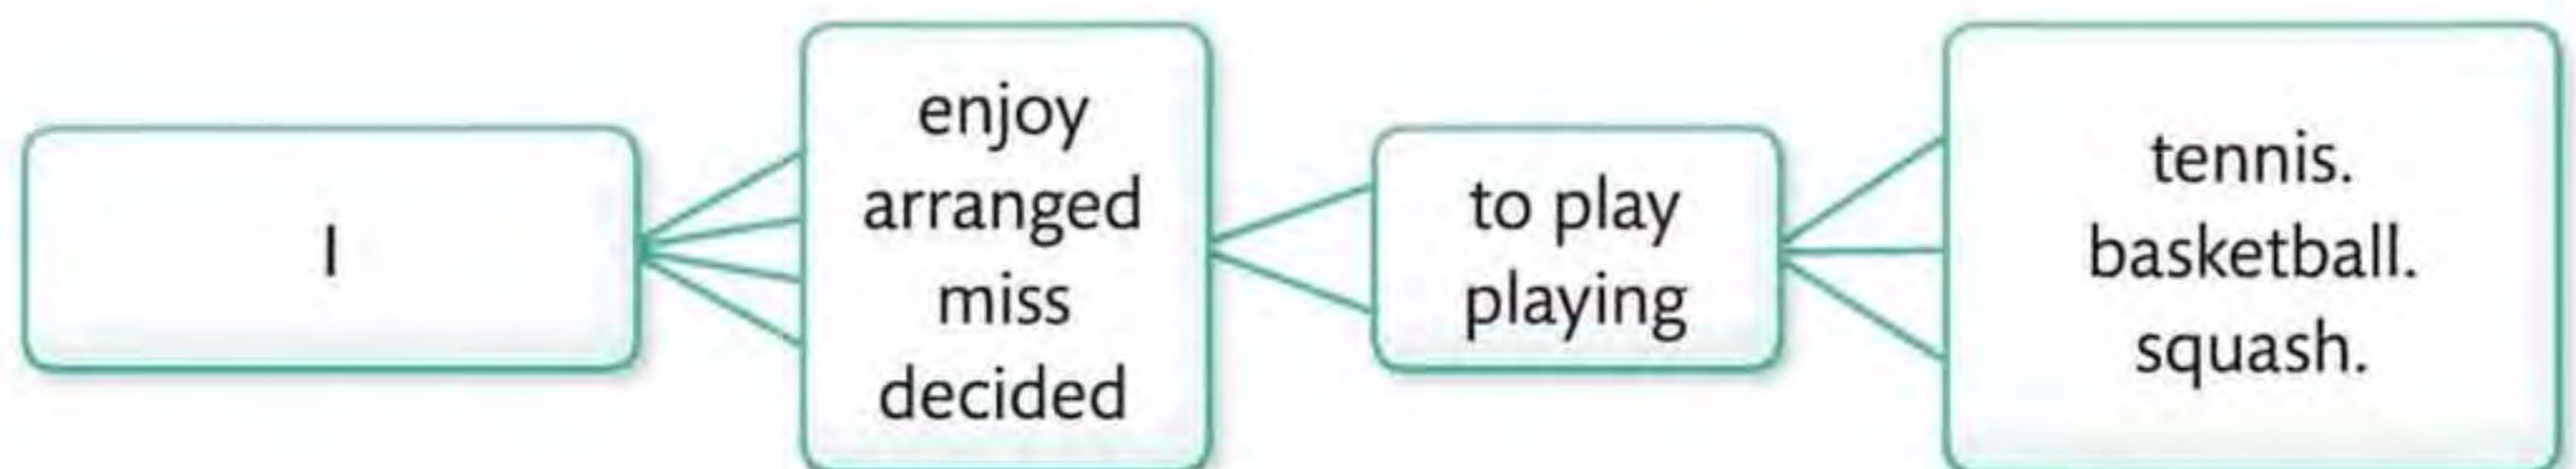 I
enjoy
arranged
miss
decided
to play
playing
tennis.
basketball.
squash.